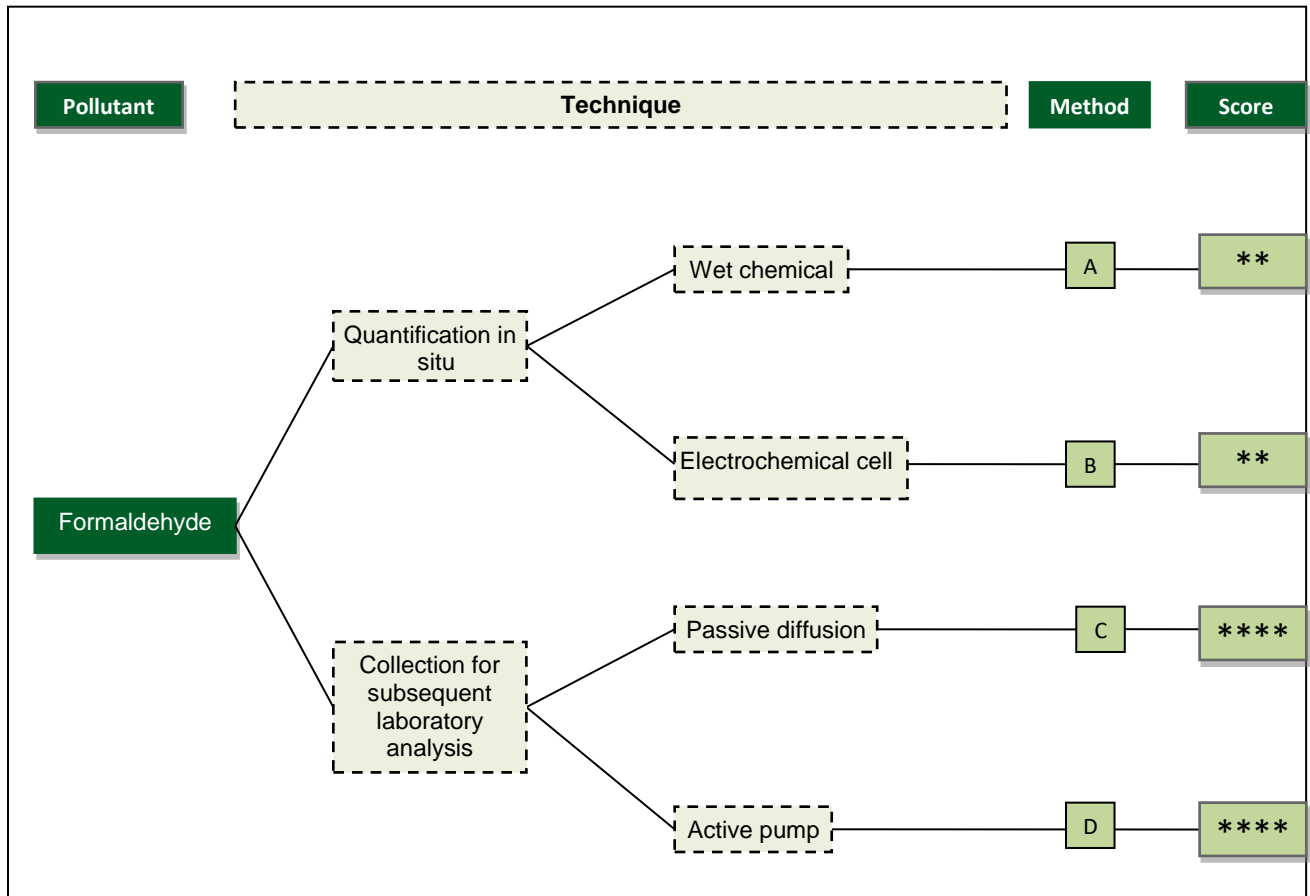 Pollutant
Technique
Method
Score
Wet chemical
A
**
Quantification in
situ
Electrochemical cell
B
**
Formaldehyde
Passive diffusion
C
****
Collection for
subsequent
laboratory
analysis
Active pump
D
****